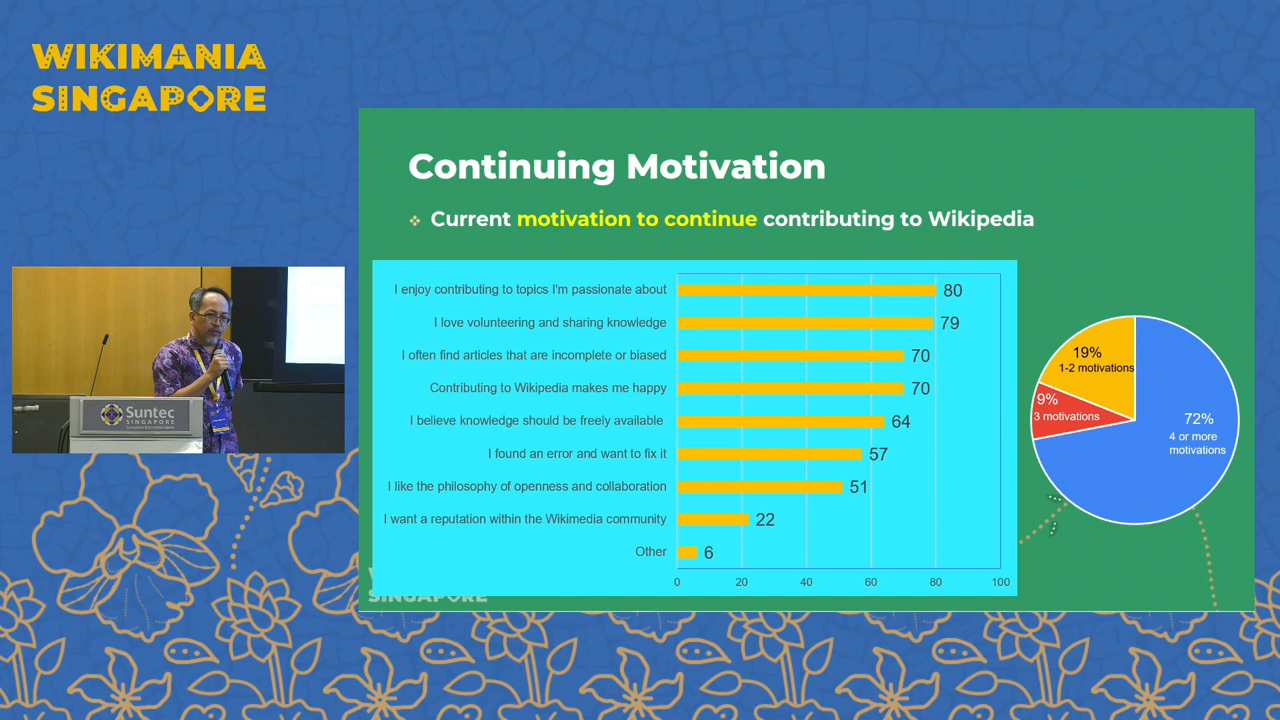 WIKIMANIA
SINGAPORE
Continuing Motivation
Current motivation to continue contributing to Wikipedia
I enjoy contributing to topics I'm passionate about 80
I love volunteering and sharing knowledge 79
I often find articles that are incomplete or biased 70
Contributing to Wikipedia makes me happy 70
I believe knowledge should be freely available 64
I found an error and want to fix it 57
I like the philosophy of openness and collaboration 51
I want a reputation within the Wikimedia community 22
Other 6
0 20 40 60 80 100
19%
1-2 motivations
9%
3 motivations
72%
4 or more
motivations
Suntec
SINGAPORE
SINGAPORE